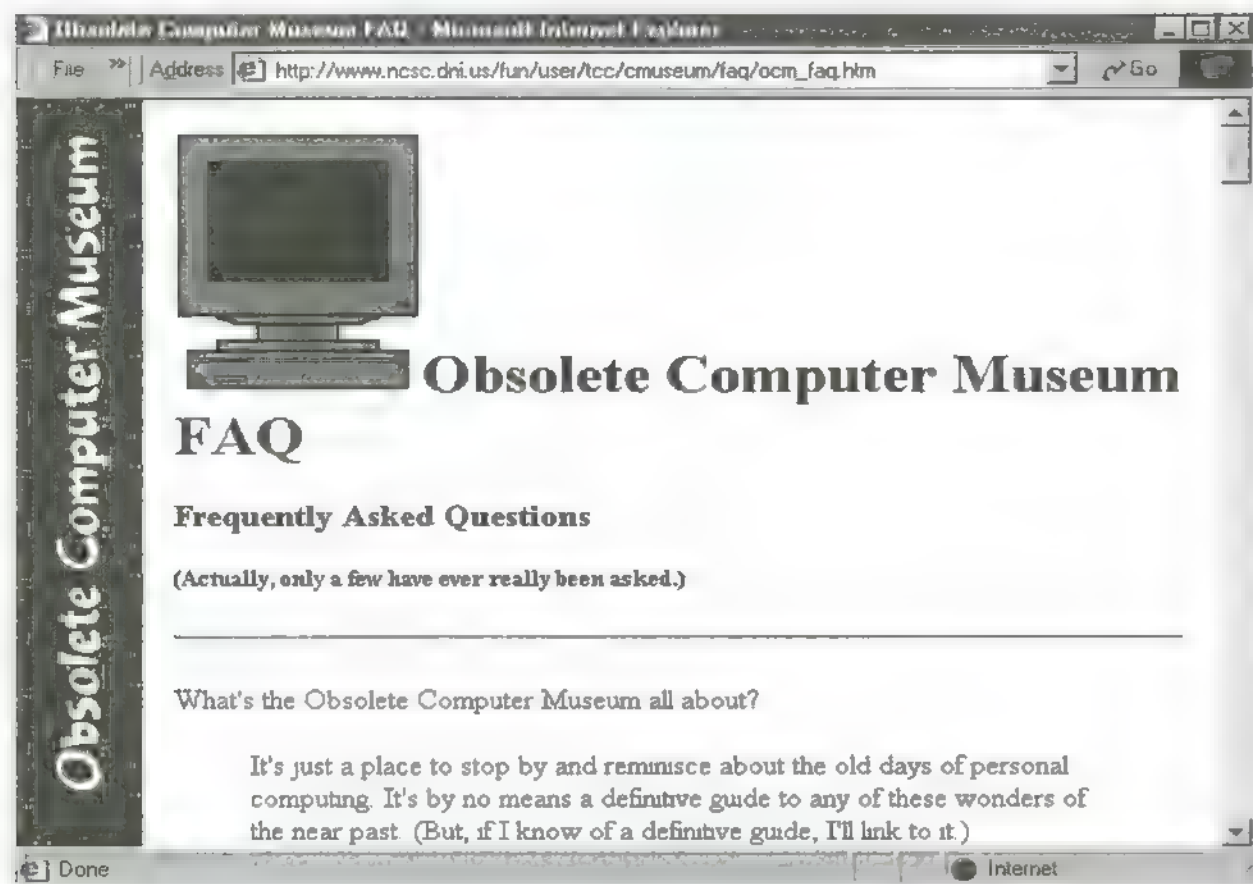 Obsolete Computer Museum FAQ - Microsoft Internet Explorer
File » Address http://www.ncsc.dni.us/fun/user/tcc/cmuseum/faq/ocm_faq.htm Go
Obsolete Computer Museum
Obsolete Computer Museum
FAQ
Frequently Asked Questions
(Actually, only a few have ever really been asked.)
What's the Obsolete Computer Museum all about?
It's just a place to stop by and reminisce about the old days of personal
computing. It's by no means a definitive guide to any of these wonders of
the near past. (But, if I know of a definitive guide, I'll link to it.)
Done Internet